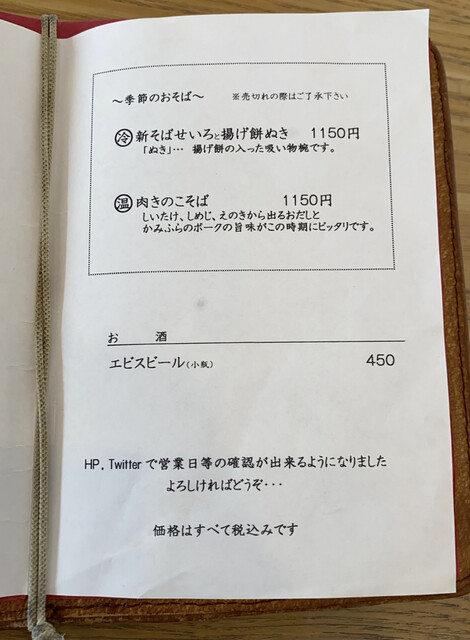 ～季節のおそば～　※売切れの際はご了承下さい
冷 新そばせいろと揚げ餅ぬき　1150円
「ぬき」･･･ 揚げ餅の入った吸い物椀です。
温 肉きのこそば　1150円
しいたけ、しめじ、えのきから出るおだしと
かみふらのポークの旨味がこの時期にピッタリです。
お　酒
エビスビール（小瓶）　450
HP, Twitterで営業日等の確認が出来るようになりました
よろしければどうぞ･･･
価格はすべて税込みです